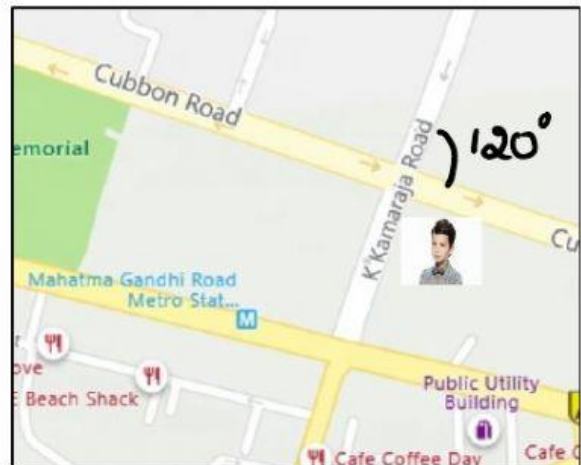 Cubbon Road
120°
emorial
K Kamaraja Road
Cu
Mahatma Gandhi Road
Metro Stat...
M
ove
E Beach Shack
Public Utility
Building
Cafe Coffee Day
Cafe C